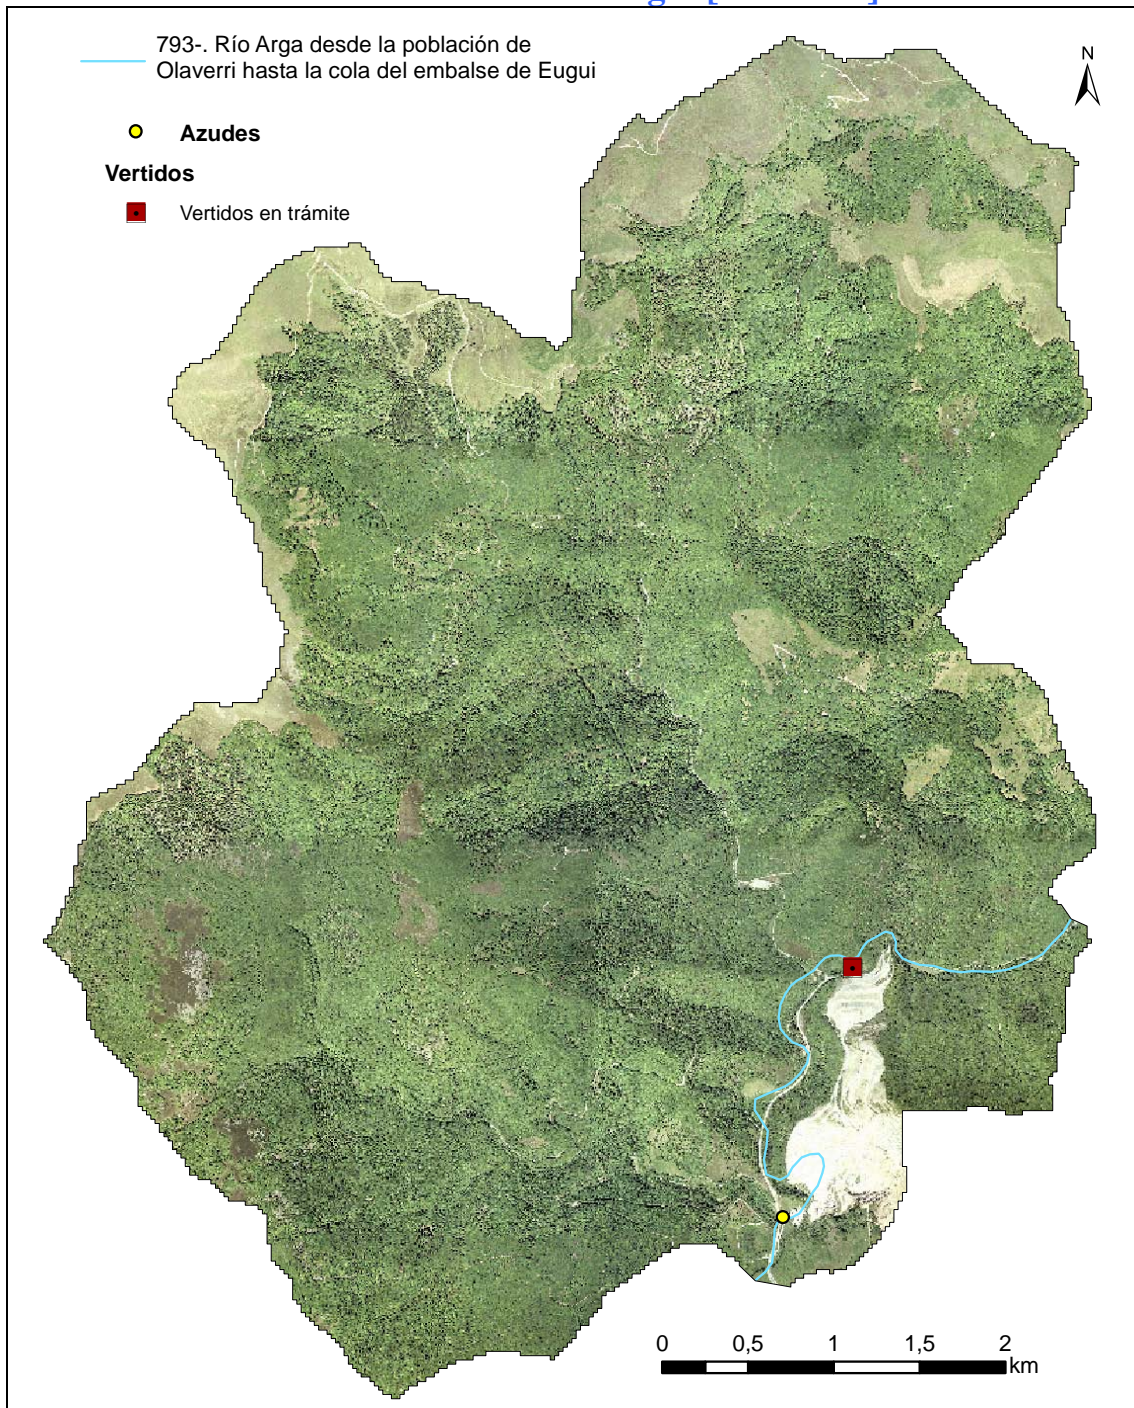 793-. Río Arga desde la población de
Olaverri hasta la cola del embalse de Eugui
N
Azudes
Vertidos
Vertidos en trámite
0 0,5 1 1,5 2
km